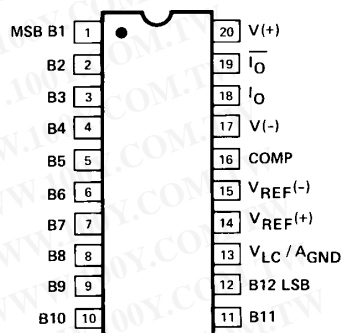 MSB B1 1
B2 2
B3 3
B4 4
B5 5
B6 6
B7 7
B8 8
B9 9
B10 10
20 V(+)
19 I̅O̅
18 IO
17 V(-)
16 COMP
15 VREF(-)
14 VREF(+)
13 VLC / AGND
12 B12 LSB
11 B11